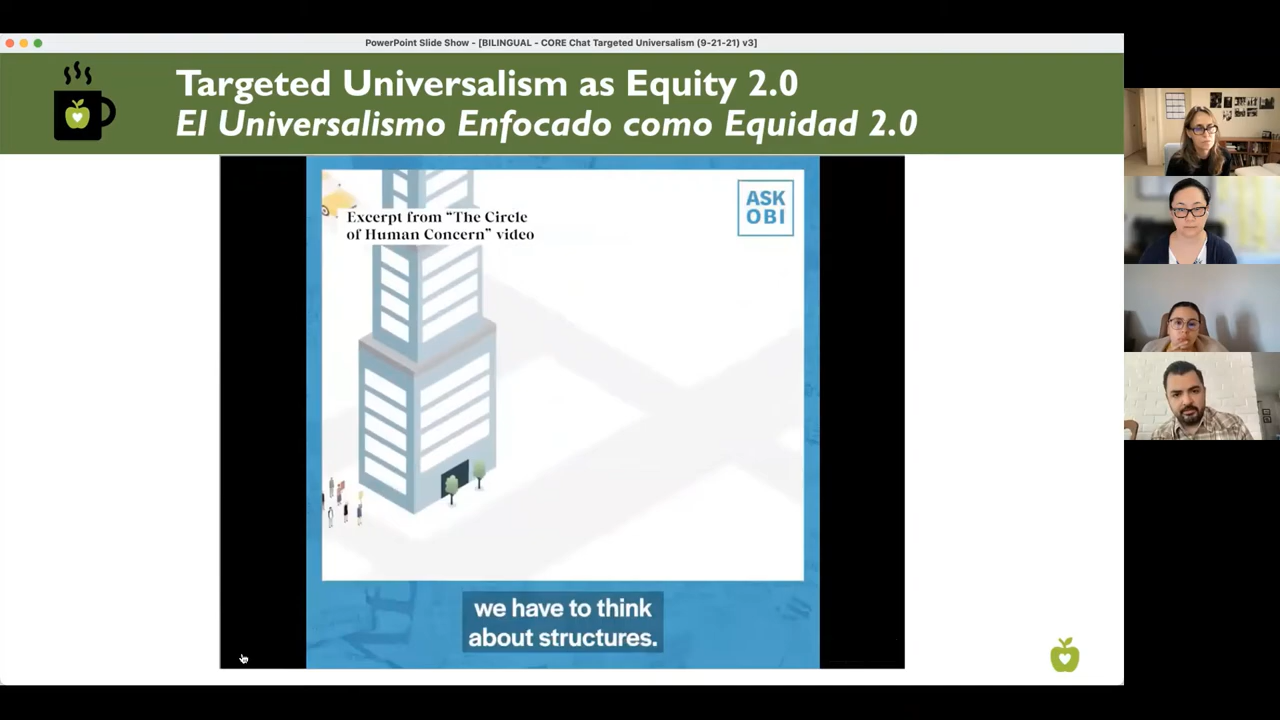 PowerPoint Slide Show - [BILINGUAL - CORE Chat Targeted Universalism (9-21-21) v3]
Targeted Universalism as Equity 2.0
El Universalismo Enfocado como Equidad 2.0
Excerpt from “The Circle
of Human Concern” video
ASK
OBI
we have to think
about structures.